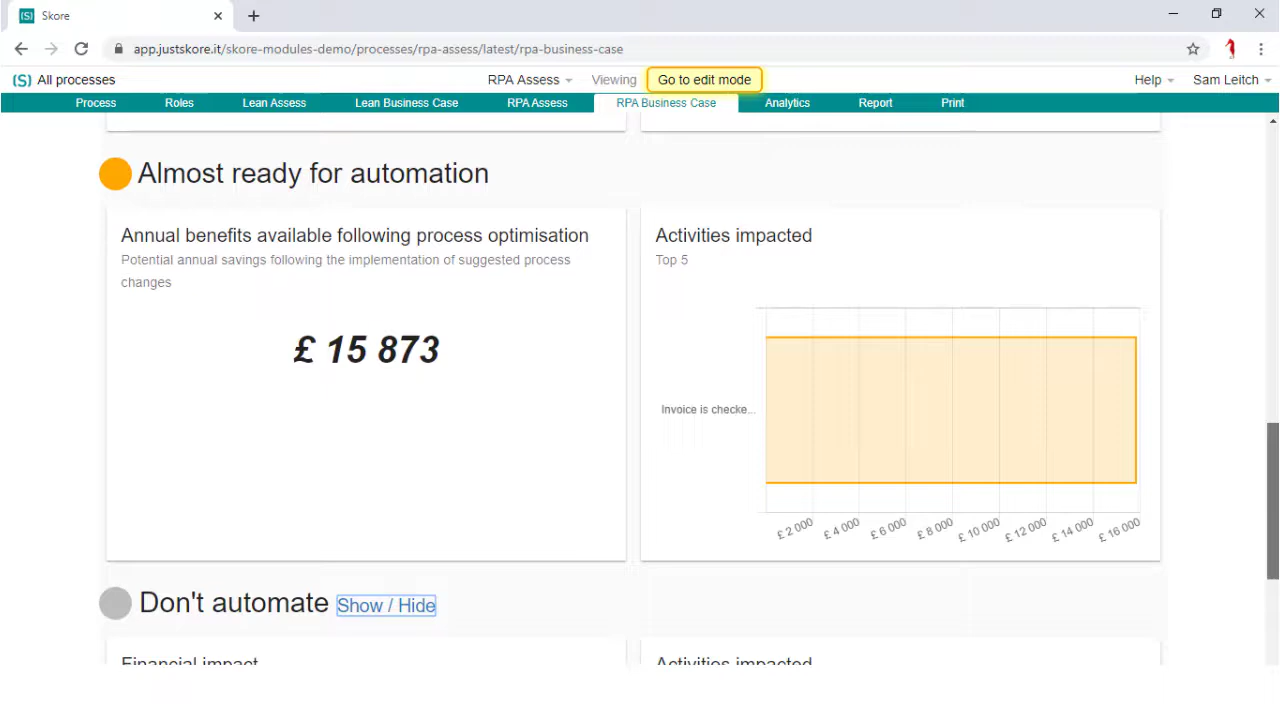 Skore
app.justskore.it/skore-modules-demo/processes/rpa-assess/latest/rpa-business-case
(S) All processes RPA Assess Viewing Go to edit mode Help Sam Leitch
Process Roles Lean Assess Lean Business Case RPA Assess RPA Business Case Analytics Report Print
Almost ready for automation
Annual benefits available following process optimisation
Potential annual savings following the implementation of suggested process
changes
£ 15 873
Activities impacted
Top 5
Invoice is checke...
£ 2 000 £ 4 000 £ 6 000 £ 8 000 £ 10 000 £ 12 000 £ 14 000 £ 16 000
Don't automate Show / Hide
Financial impact
Activities impacted